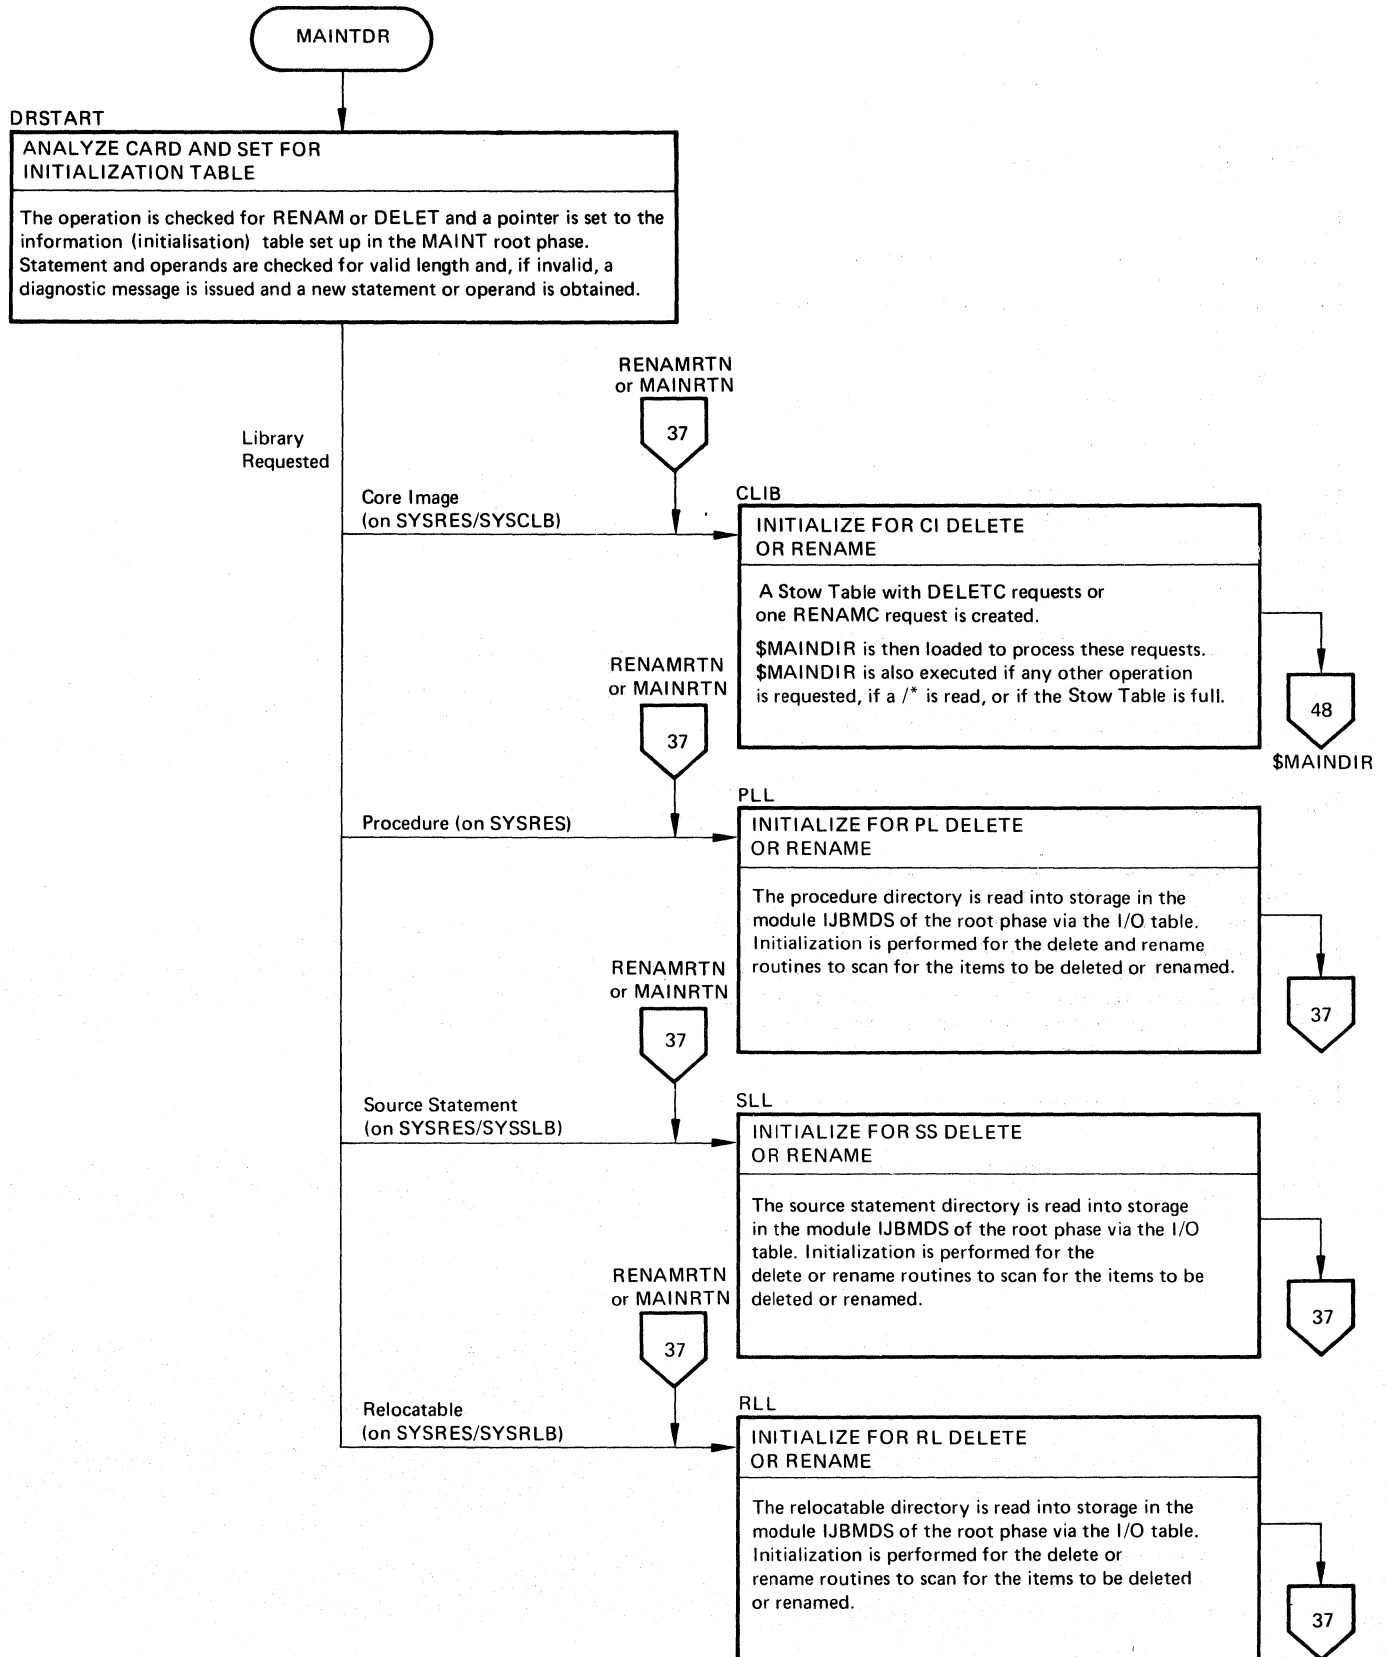 MAINTDR
DRSTART
ANALYZE CARD AND SET FOR
INITIALIZATION TABLE
The operation is checked for RENAM or DELET and a pointer is set to the
information (initialisation) table set up in the MAINT root phase.
Statement and operands are checked for valid length and, if invalid, a
diagnostic message is issued and a new statement or operand is obtained.
Library
Requested
RENAMRTN
or MAINRTN
37
Core Image
(on SYSRES/SYSCLB)
CLIB
INITIALIZE FOR CI DELETE
OR RENAME
A Stow Table with DELETC requests or
one RENAMC request is created.
$MAINDIR is then loaded to process these requests.
$MAINDIR is also executed if any other operation
is requested, if a /* is read, or if the Stow Table is full.
48
$MAINDIR
RENAMRTN
or MAINRTN
37
Procedure (on SYSRES)
PLL
INITIALIZE FOR PL DELETE
OR RENAME
The procedure directory is read into storage in the
module IJBMDS of the root phase via the I/O table.
Initialization is performed for the delete and rename
routines to scan for the items to be deleted or renamed.
37
RENAMRTN
or MAINRTN
37
Source Statement
(on SYSRES/SYSSLB)
SLL
INITIALIZE FOR SS DELETE
OR RENAME
The source statement directory is read into storage
in the module IJBMDS of the root phase via the I/O
table. Initialization is performed for the
delete or rename routines to scan for the items to be
deleted or renamed.
37
RENAMRTN
or MAINRTN
37
Relocatable
(on SYSRES/SYSRLB)
RLL
INITIALIZE FOR RL DELETE
OR RENAME
The relocatable directory is read into storage in the
module IJBMDS of the root phase via the I/O table.
Initialization is performed for the delete or
rename routines to scan for the items to be deleted
or renamed.
37